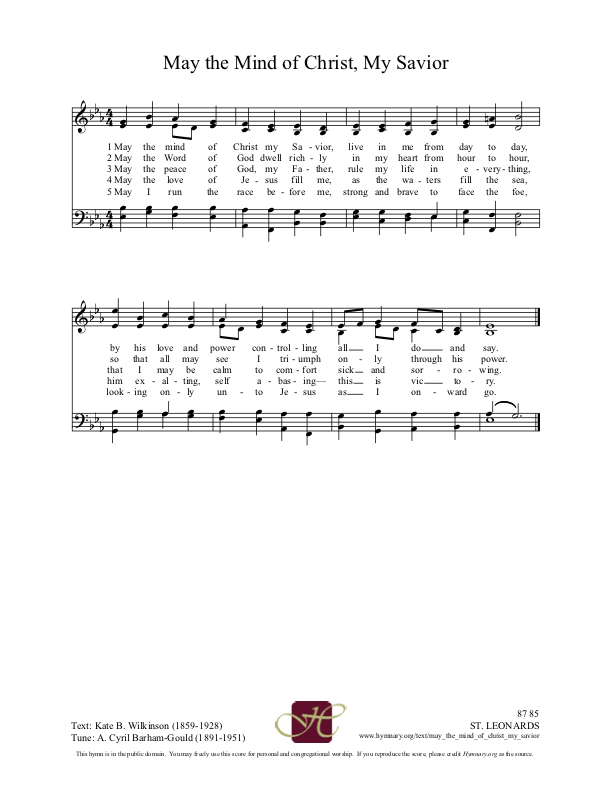 May the Mind of Christ, My Savior
1 May the mind of Christ my Sa - vior, live in me from day to day,
2 May the Word of God dwell rich - ly in my heart from hour to hour,
3 May the peace of God, my Fa - ther, rule my life in e - very - thing,
4 May the love of Je - sus fill me, as the wa - ters fill the sea,
5 May I run the race be - fore me, strong and brave to face the foe,
by his love and power con - trol - ling all I do and say.
so that all may see I tri - umph on - ly through his power.
that I may be calm to com - fort sick and sor - ro - wing.
him ex - al - ting, self a - bas - ing— this is vic to - ry.
look - ing on - ly un - to Je - sus as I on - ward go.
Text: Kate B. Wilkinson (1859-1928)
Tune: A. Cyril Barham-Gould (1891-1951)
H
87 85
ST. LEONARDS
www.hymnary.org/text/may_the_mind_of_christ_my_savior
This hymn is in the public domain. You may freely use this score for personal and congregational worship. If you reproduce the score, please credit Hymnary.org as the source.